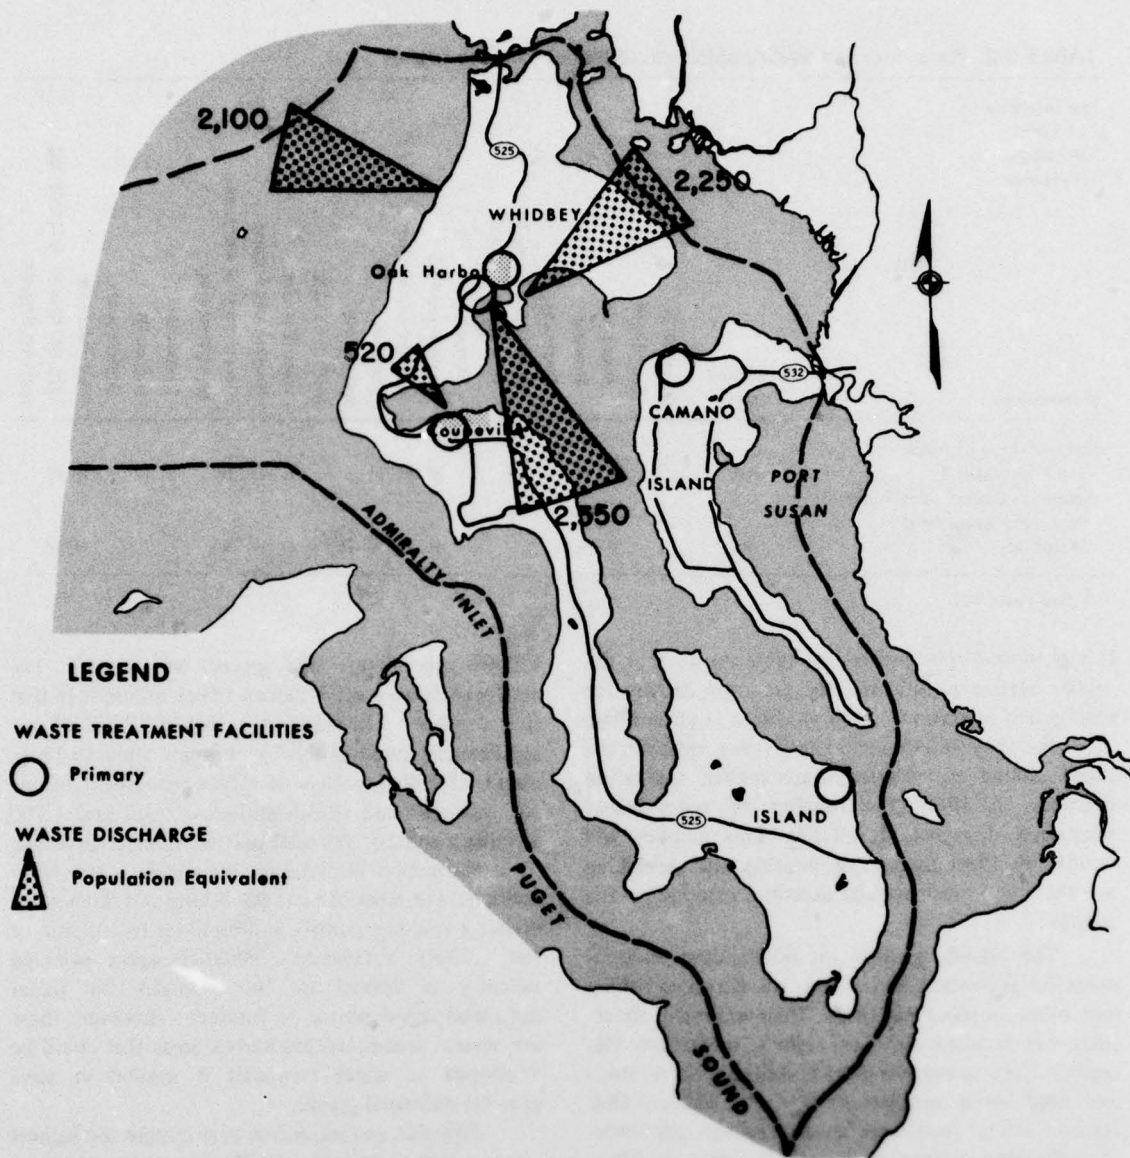 2,100
525
2,250
WHIDBEY
Oak Harbo
520
532
CAMANO
Coupeville
ISLAND
PORT
SUSAN
2,550
ADMIRALTY
INLET
LEGEND
WASTE TREATMENT FACILITIES
Primary
WASTE DISCHARGE
Population Equivalent
525
ISLAND
PUGET
SOUND